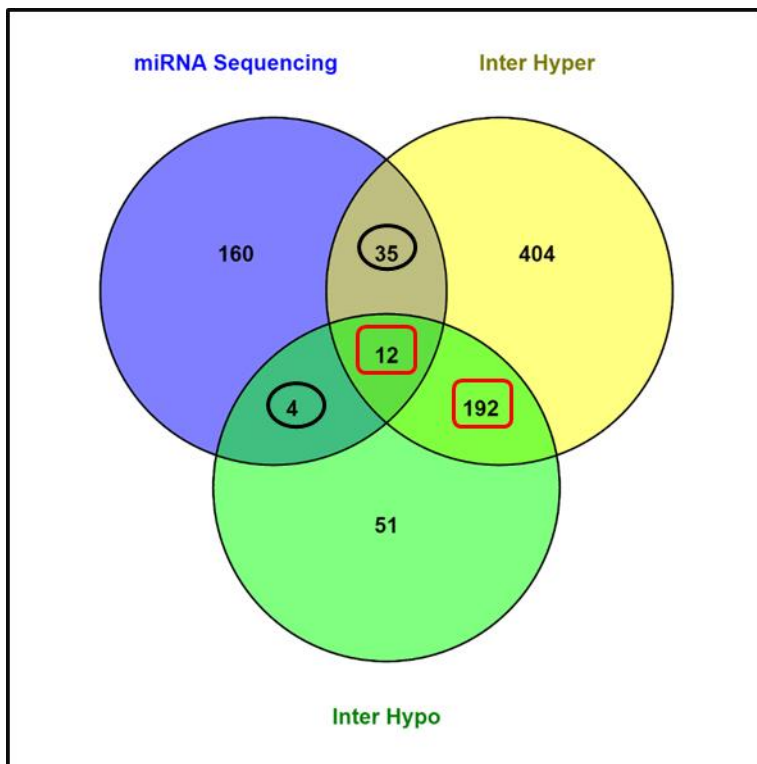 miRNA Sequencing
Inter Hyper
160
35
404
12
4
192
51
Inter Hypo